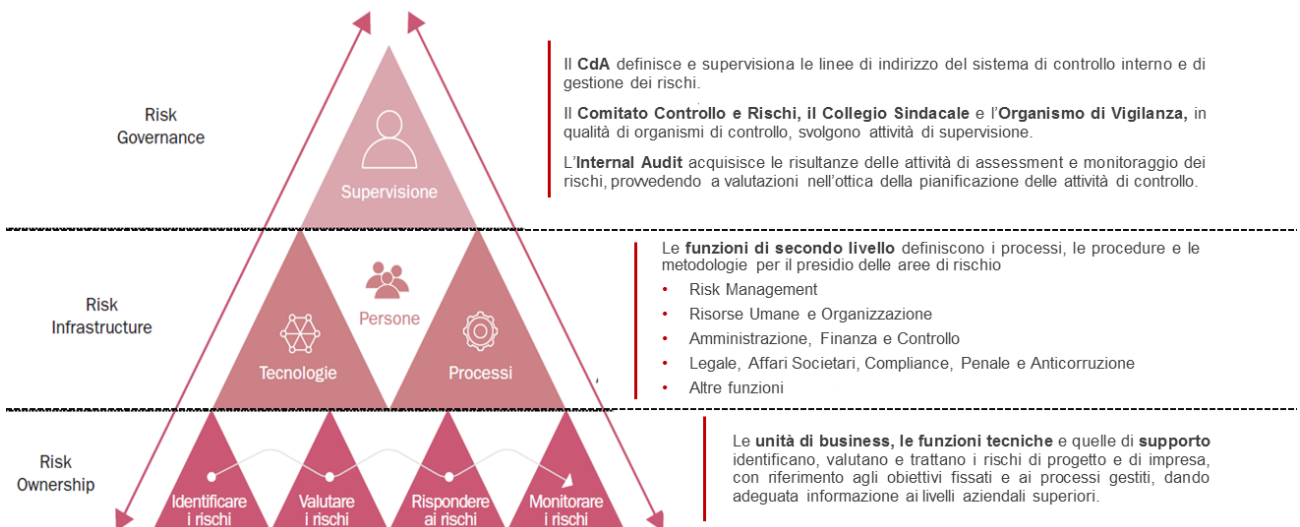 Risk
Governance
Supervisione
Il CdA definisce e supervisiona le linee di indirizzo del sistema di controllo interno e di
gestione dei rischi.
Il Comitato Controllo e Rischi, il Collegio Sindacale e l'Organismo di Vigilanza, in
qualità di organismi di controllo, svolgono attività di supervisione.
L'Internal Audit acquisisce le risultanze delle attività di assessment e monitoraggio dei
rischi, provvedendo a valutazioni nell'ottica della pianificazione delle attività di controllo.
Risk
Infrastructure
Tecnologie
Persone
Processi
Le funzioni di secondo livello definiscono i processi, le procedure e le
metodologie per il presidio delle aree di rischio
• Risk Management
• Risorse Umane e Organizzazione
• Amministrazione, Finanza e Controllo
• Legale, Affari Societari, Compliance, Penale e Anticorruzione
• Altre funzioni
Risk
Ownership
Identificare
i rischi
Valutare
i rischi
Rispondere
ai rischi
Monitorare
i rischi
Le unità di business, le funzioni tecniche e quelle di supporto
identificano, valutano e trattano i rischi di progetto e di impresa,
con riferimento agli obiettivi fissati e ai processi gestiti, dando
adeguata informazione ai livelli aziendali superiori.